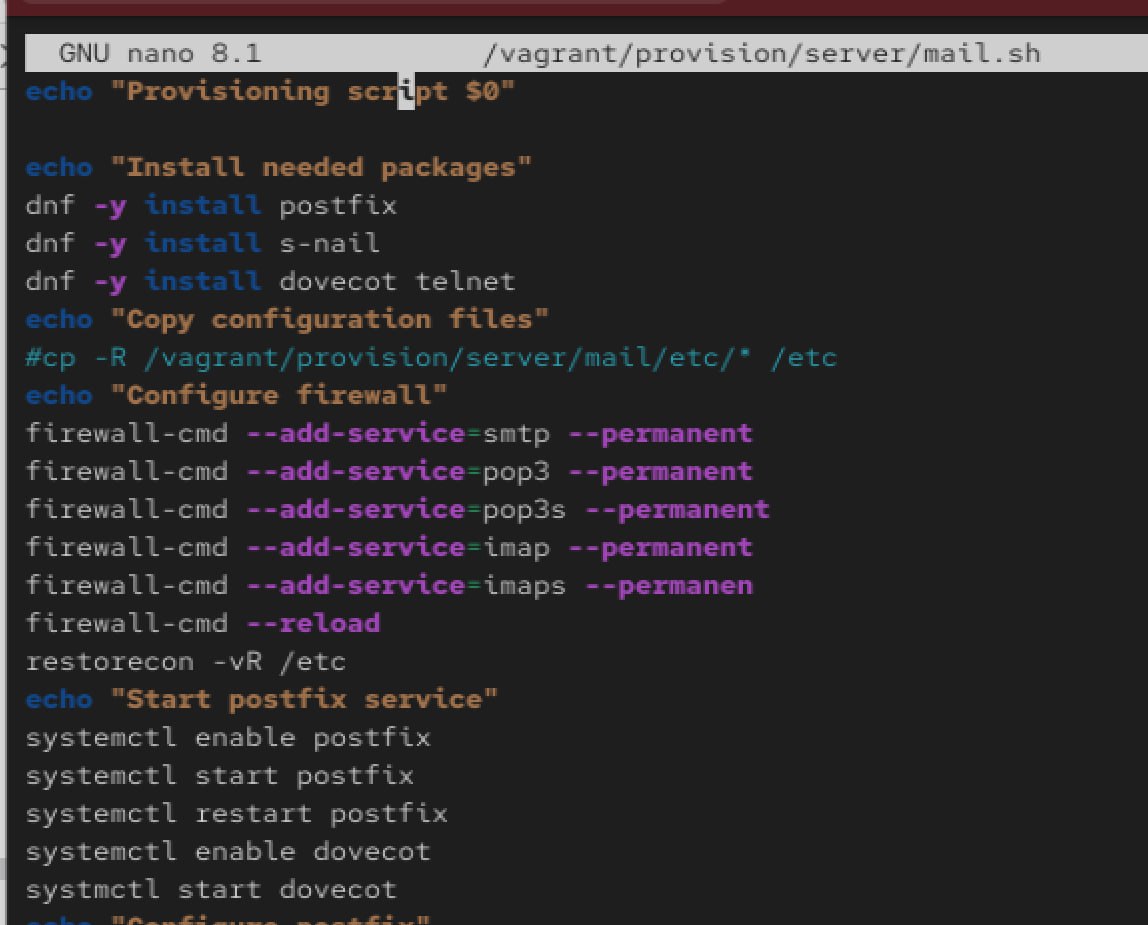 GNU nano 8.1 /vagrant/provision/server/mail.sh
echo "Provisioning script $0"
echo "Install needed packages"
dnf -y install postfix
dnf -y install s-nail
dnf -y install dovecot telnet
echo "Copy configuration files"
#cp -R /vagrant/provision/server/mail/etc/* /etc
echo "Configure firewall"
firewall-cmd --add-service=smtp --permanent
firewall-cmd --add-service=pop3 --permanent
firewall-cmd --add-service=pop3s --permanent
firewall-cmd --add-service=imap --permanent
firewall-cmd --add-service=imaps --permanen
firewall-cmd --reload
restorecon -vR /etc
echo "Start postfix service"
systemctl enable postfix
systemctl start postfix
systemctl restart postfix
systemctl enable dovecot
systmctl start dovecot
echo "Configure postfix"